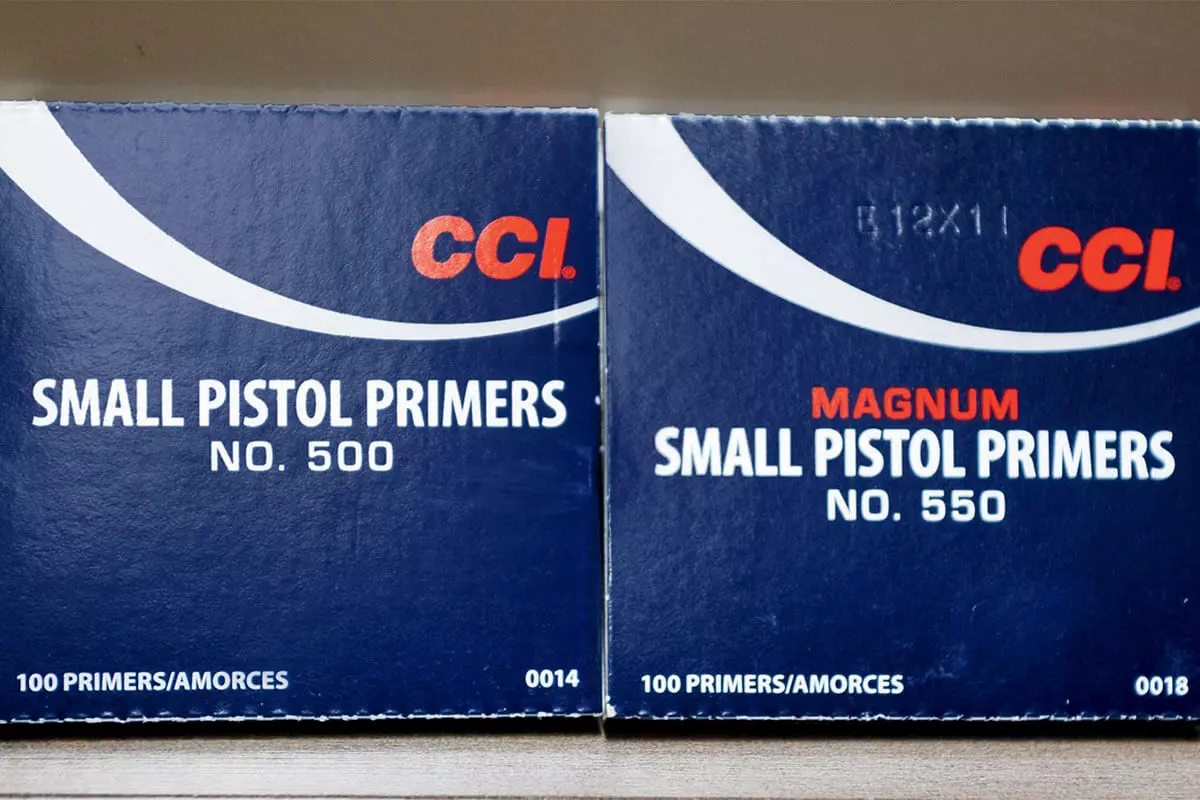 CCI®
SMALL PISTOL PRIMERS
NO. 500
100 PRIMERS/AMORCES
0014
CCI®
MAGNUM
SMALL PISTOL PRIMERS
NO. 550
100 PRIMERS/AMORCES
0018